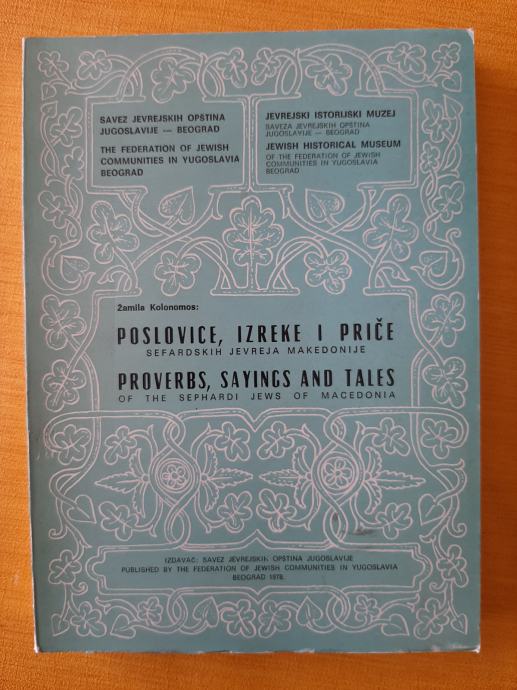 SAVEZ JEVREJSKIH OPŠTINA
JUGOSLAVIJE — BEOGRAD
THE FEDERATION OF JEWISH
COMMUNITIES IN YUGOSLAVIA
BEOGRAD
JEVREJSKI ISTORIJSKI MUZEJ
SAVEZA JEVREJSKIH OPŠTINA
JUGOSLAVIJE — BEOGRAD
JEWISH HISTORICAL MUSEUM
OF THE FEDERATION OF JEWISH
COMMUNITIES IN YUGOSLAVIA
BEOGRAD
Žamila Kolonomos:
POSLOVICE, IZREKE I PRIČE
SEFARDSKIH JEVREJA MAKEDONIJE
PROVERBS, SAYINGS AND TALES
OF THE SEPHARDI JEWS OF MACEDONIA
IZDAVAČ: SAVEZ JEVREJSKIH OPŠTINA JUGOSLAVIJE
PUBLISHED BY THE FEDERATION OF JEWISH COMMUNITIES IN YUGOSLAVIA
BEOGRAD 1978.